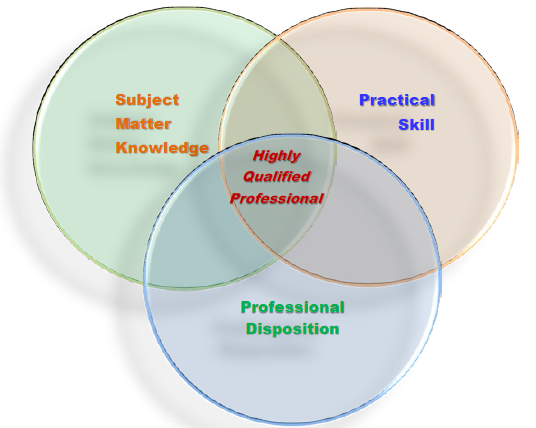 Subject
Matter
Knowledge
Practical
Skill
Highly
Qualified
Professional
Professional
Disposition